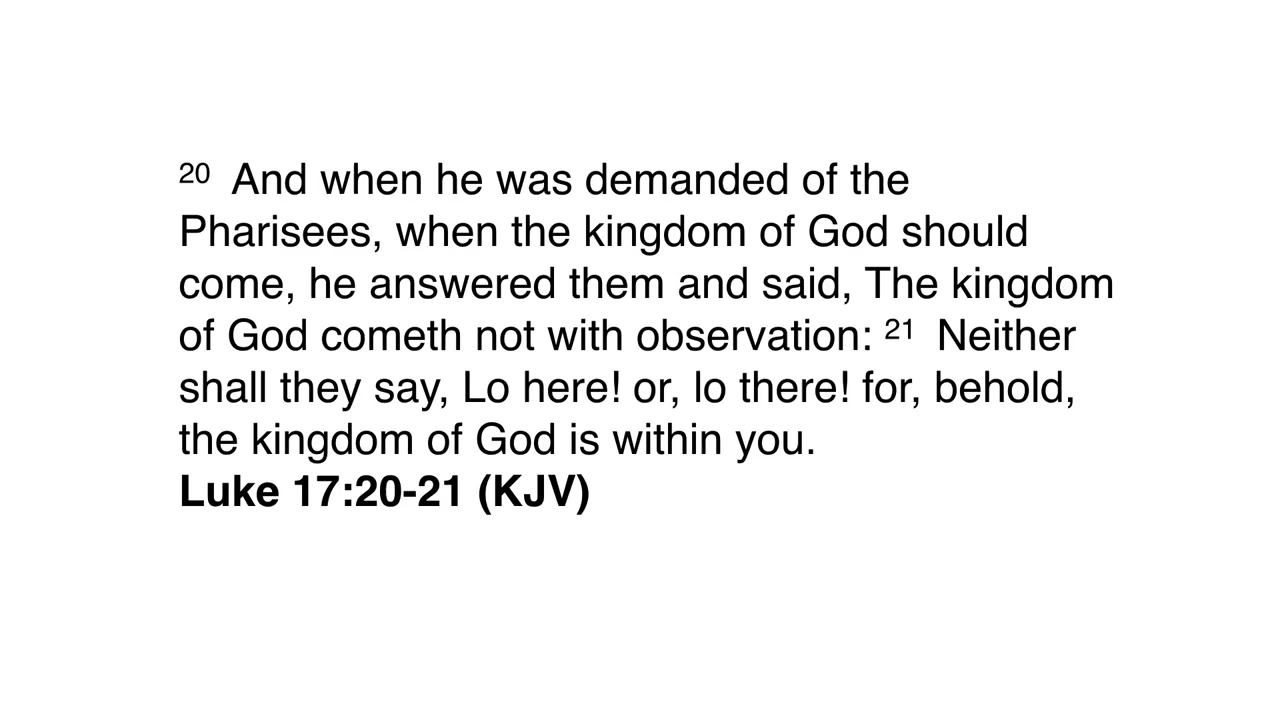 20 And when he was demanded of the
Pharisees, when the kingdom of God should
come, he answered them and said, The kingdom
of God cometh not with observation: 21 Neither
shall they say, Lo here! or, lo there! for, behold,
the kingdom of God is within you.
Luke 17:20-21 (KJV)